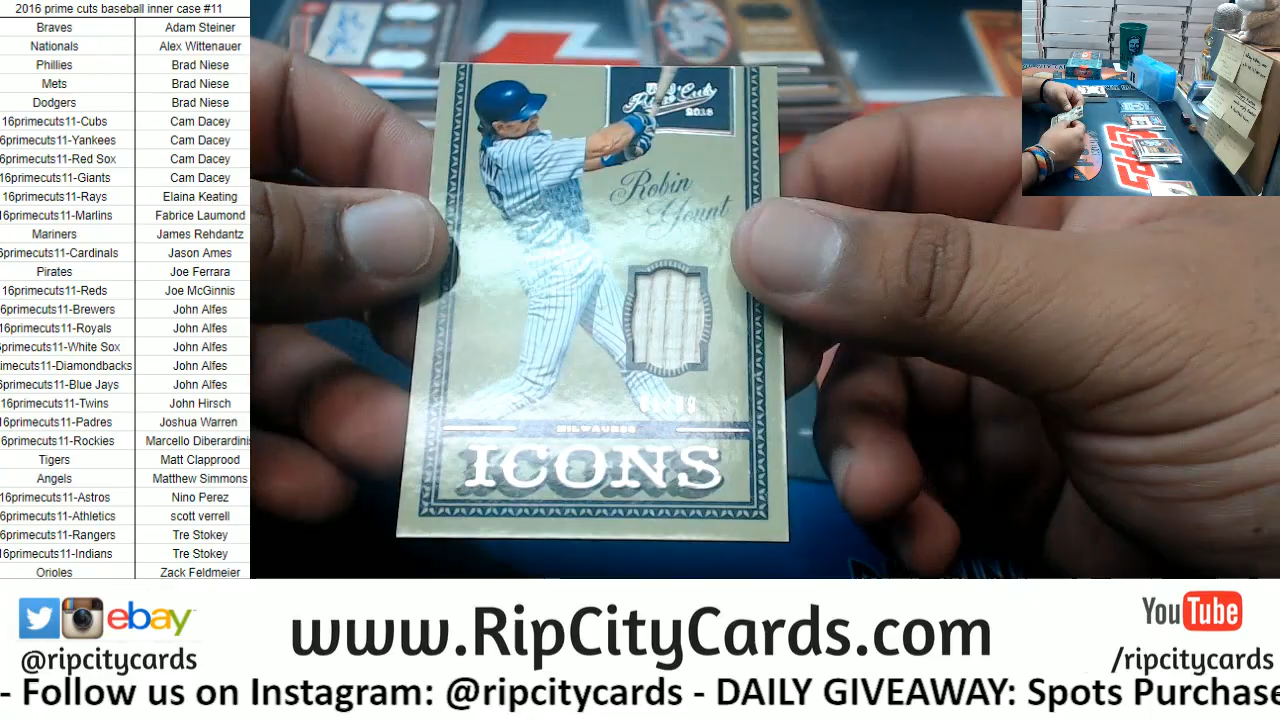 2016 prime cuts baseball inner case #11
Braves Adam Steiner
Nationals Alex Wittenauer
Phillies Brad Niese
Mets Brad Niese
Dodgers Brad Niese
16primecuts11-Cubs Cam Dacey
6primecuts11-Yankees Cam Dacey
6primecuts11-Red Sox Cam Dacey
6primecuts11-Giants Cam Dacey
16primecuts11-Rays Elaina Keating
16primecuts11-Marlins Fabrice Laumond
Mariners James Rehdantz
6primecuts11-Cardinals Jason Ames
Pirates Joe Ferrara
16primecuts11-Reds Joe McGinnis
6primecuts11-Brewers John Alfes
16primecuts11-Royals John Alfes
6primecuts11-White Sox John Alfes
imecuts11-Diamondbacks John Alfes
6primecuts11-Blue Jays John Alfes
16primecuts11-Twins John Hirsch
16primecuts11-Padres Joshua Warren
6primecuts11-Rockies Marcello Diberardinis
Tigers Matt Clapprood
Angels Matthew Simmons
16primecuts11-Astros Nino Perez
6primecuts11-Athletics scott verrell
6primecuts11-Rangers Tre Stokey
16primecuts11-Indians Tre Stokey
Orioles Zack Feldmeier
Prime Cuts
2016
Robin
Yount
MILWAUKEE
ICONS
ebay
@ripcitycards
www.RipCityCards.com
YouTube
/ripcitycards
- Follow us on Instagram: @ripcitycards - DAILY GIVEAWAY: Spots Purchase